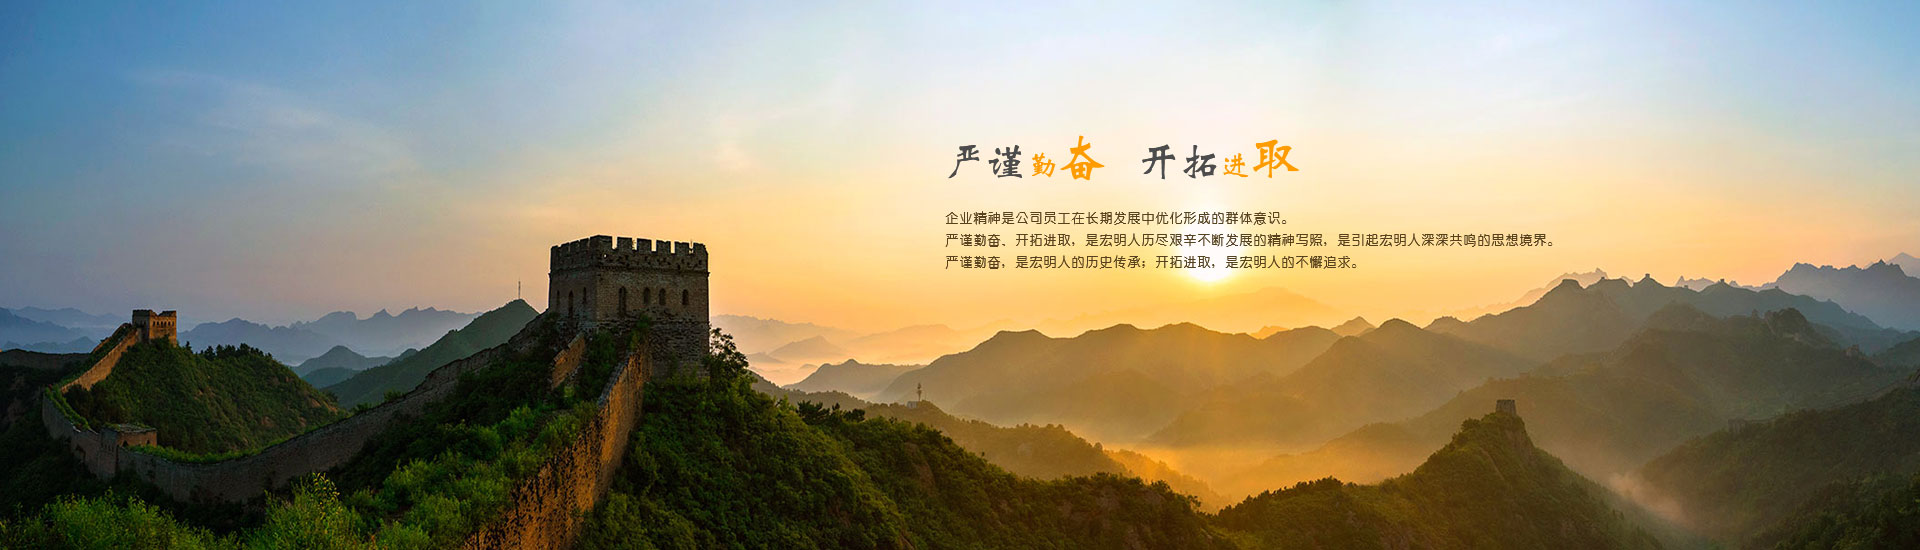 严谨勤奋 开拓进取
企业精神是公司员工在长期发展中优化形成的群体意识。
严谨勤奋、开拓进取，是宏明人历尽艰辛不断发展的精神写照，是引起宏明人深深共鸣的思想境界。
严谨勤奋，是宏明人的历史传承；开拓进取，是宏明人的不懈追求。